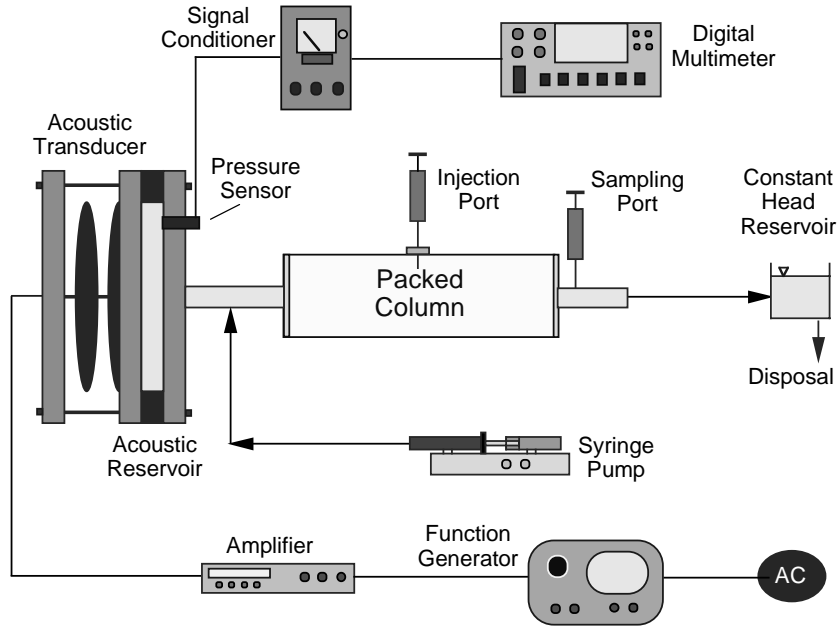 Signal
Conditioner
Digital
Multimeter
Acoustic
Transducer
Pressure
Sensor
Injection
Port
Sampling
Port
Constant
Head
Reservoir
Packed
Column
Disposal
Acoustic
Reservoir
Syringe
Pump
Amplifier
Function
Generator
AC